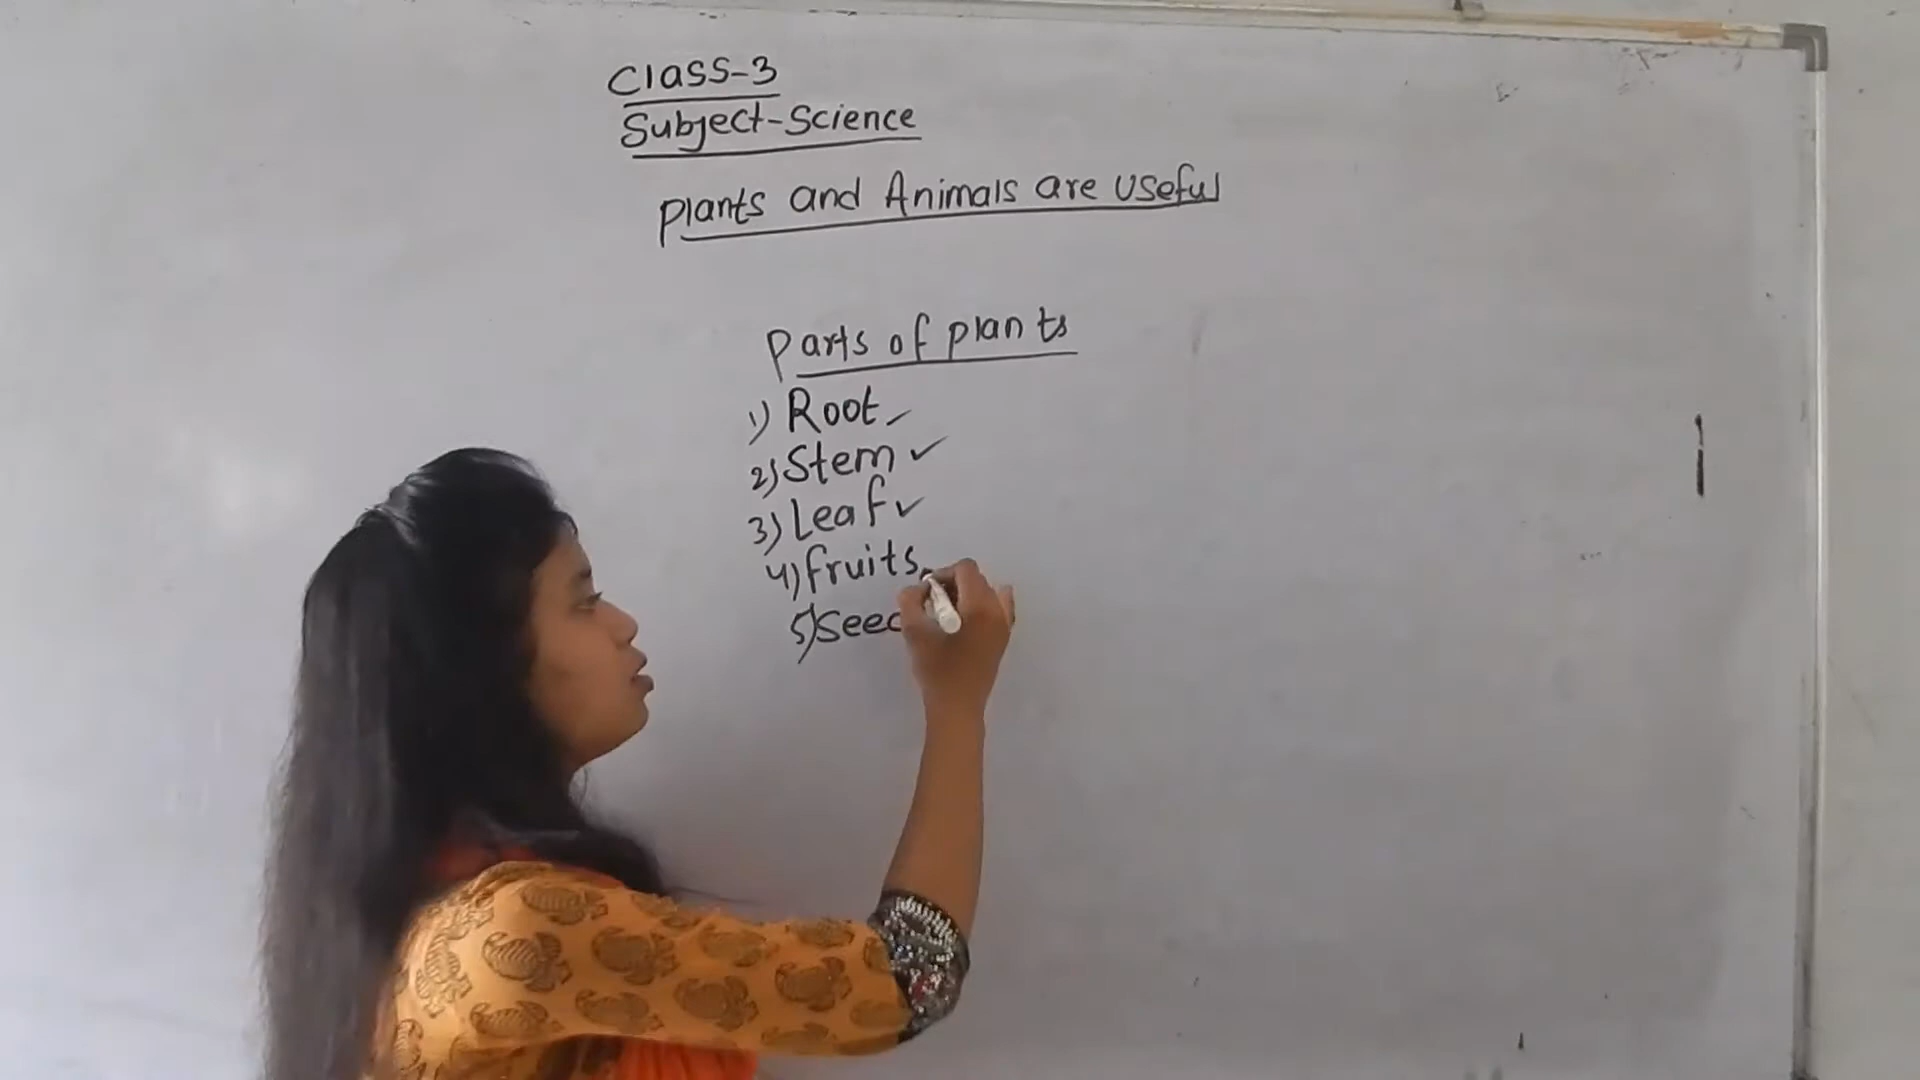 Class-3
Subject-Science
Plants and Animals are Useful
Parts of plants
1) Root
2) Stem
3) Leaf
4) fruits
5)